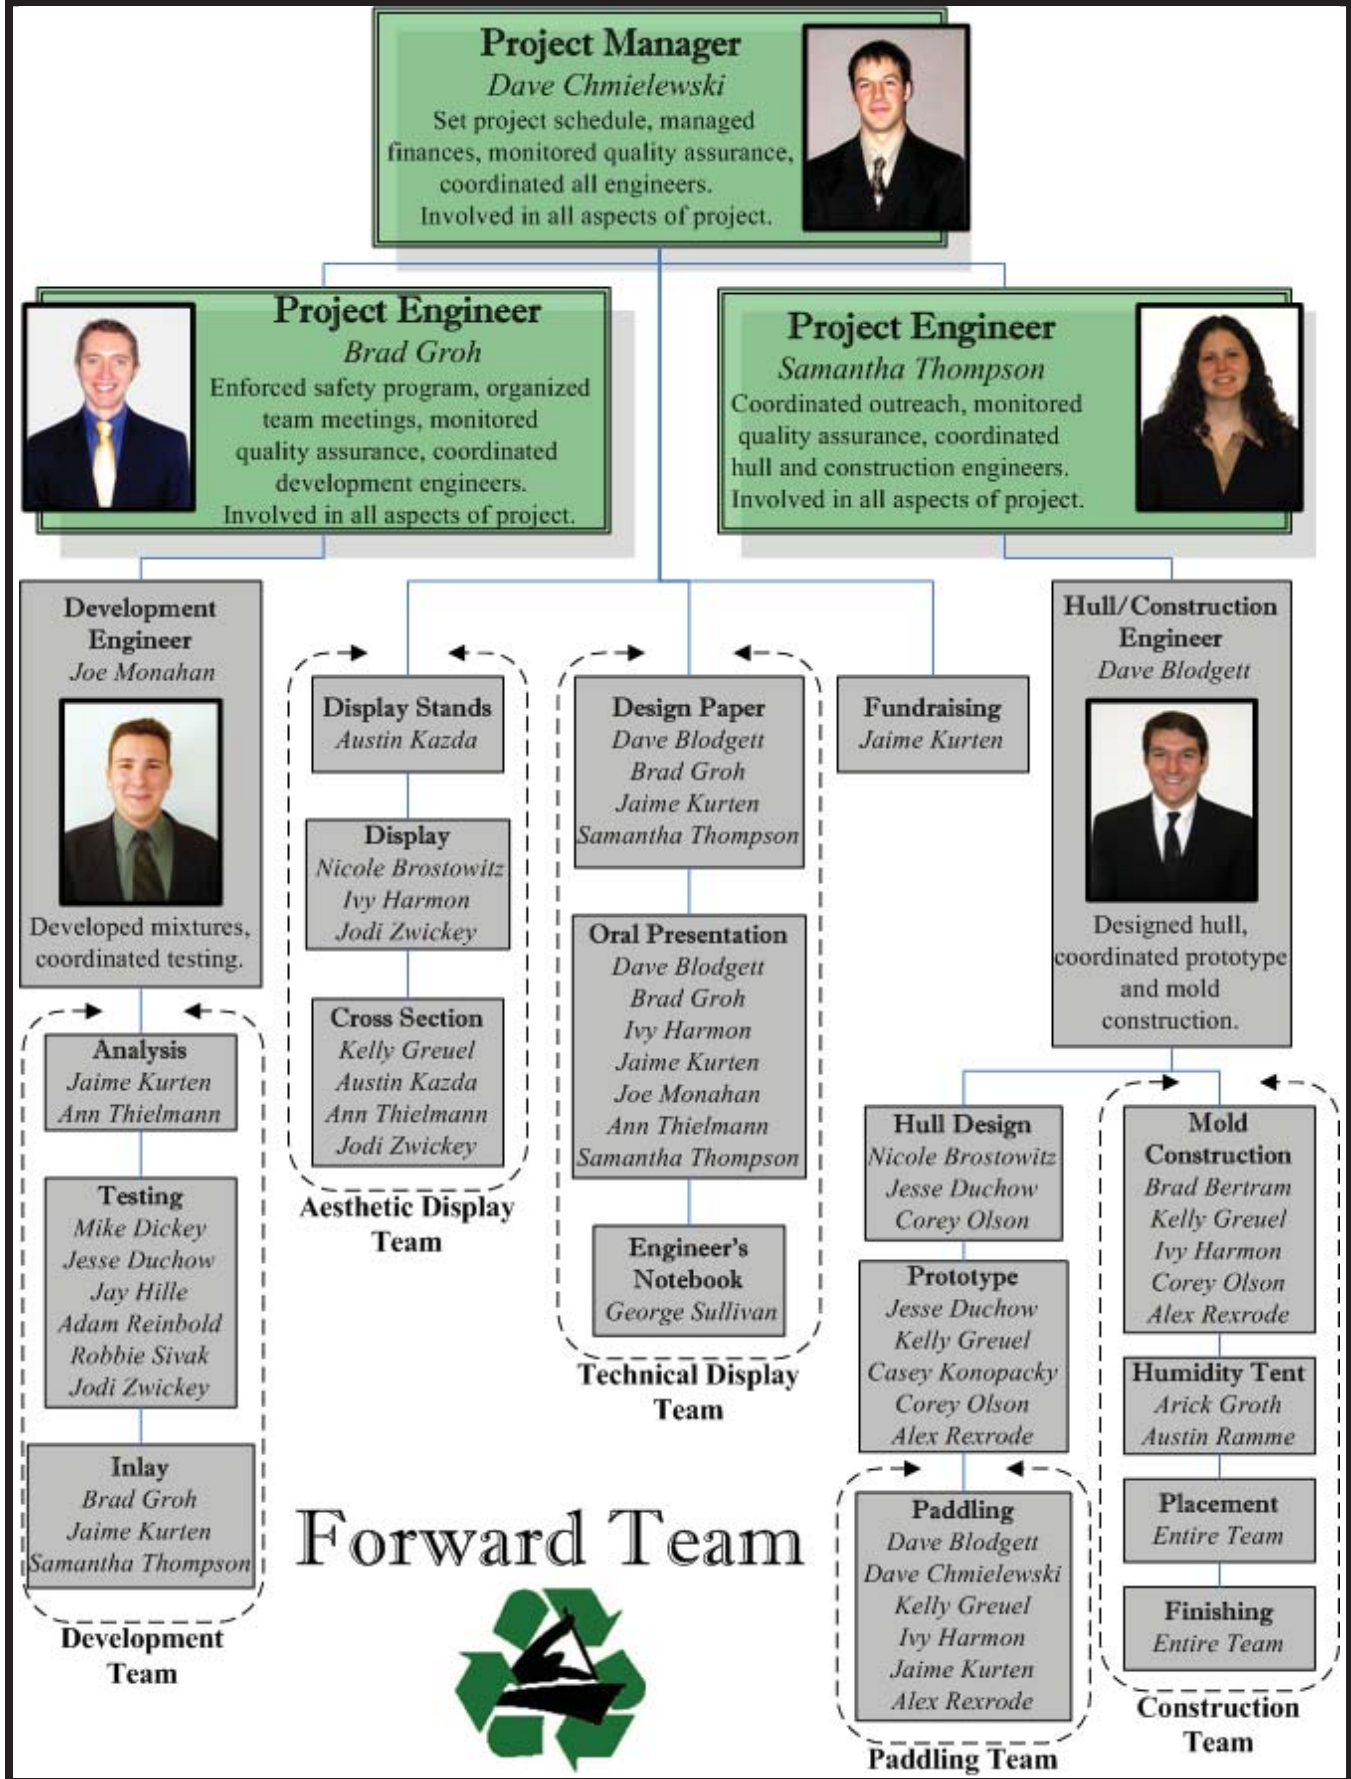 Project Manager
Dave Chmielewski
Set project schedule, managed
finances, monitored quality assurance,
coordinated all engineers.
Involved in all aspects of project.
Project Engineer
Brad Groh
Enforced safety program, organized
team meetings, monitored
quality assurance, coordinated
development engineers.
Involved in all aspects of project.
Project Engineer
Samantha Thompson
Coordinated outreach, monitored
quality assurance, coordinated
hull and construction engineers.
Involved in all aspects of project.
Development
Engineer
Joe Monahan
Developed mixtures,
coordinated testing.
Analysis
Jaime Kurten
Ann Thielmann
Testing
Mike Dickey
Jesse Duchow
Jay Hille
Adam Reinbold
Robbie Sivak
Jodi Zwickey
Inlay
Brad Groh
Jaime Kurten
Samantha Thompson
Development
Team
Display Stands
Austin Kazda
Display
Nicole Brostowitz
Ivy Harmon
Jodi Zwickey
Cross Section
Kelly Greuel
Austin Kazda
Ann Thielmann
Jodi Zwickey
Aesthetic Display
Team
Design Paper
Dave Blodgett
Brad Groh
Jaime Kurten
Samantha Thompson
Oral Presentation
Dave Blodgett
Brad Groh
Ivy Harmon
Jaime Kurten
Joe Monahan
Ann Thielmann
Samantha Thompson
Engineer's
Notebook
George Sullivan
Technical Display
Team
Fundraising
Jaime Kurten
Hull/Construction
Engineer
Dave Blodgett
Designed hull,
coordinated prototype
and mold
construction.
Hull Design
Nicole Brostowitz
Jesse Duchow
Corey Olson
Prototype
Jesse Duchow
Kelly Greuel
Casey Konopacky
Corey Olson
Alex Rexrode
Paddling
Dave Blodgett
Dave Chmielewski
Kelly Greuel
Ivy Harmon
Jaime Kurten
Alex Rexrode
Paddling Team
Mold
Construction
Brad Bertram
Kelly Greuel
Ivy Harmon
Corey Olson
Alex Rexrode
Humidity Tent
Arick Groth
Austin Ramme
Placement
Entire Team
Finishing
Entire Team
Construction
Team
Forward Team